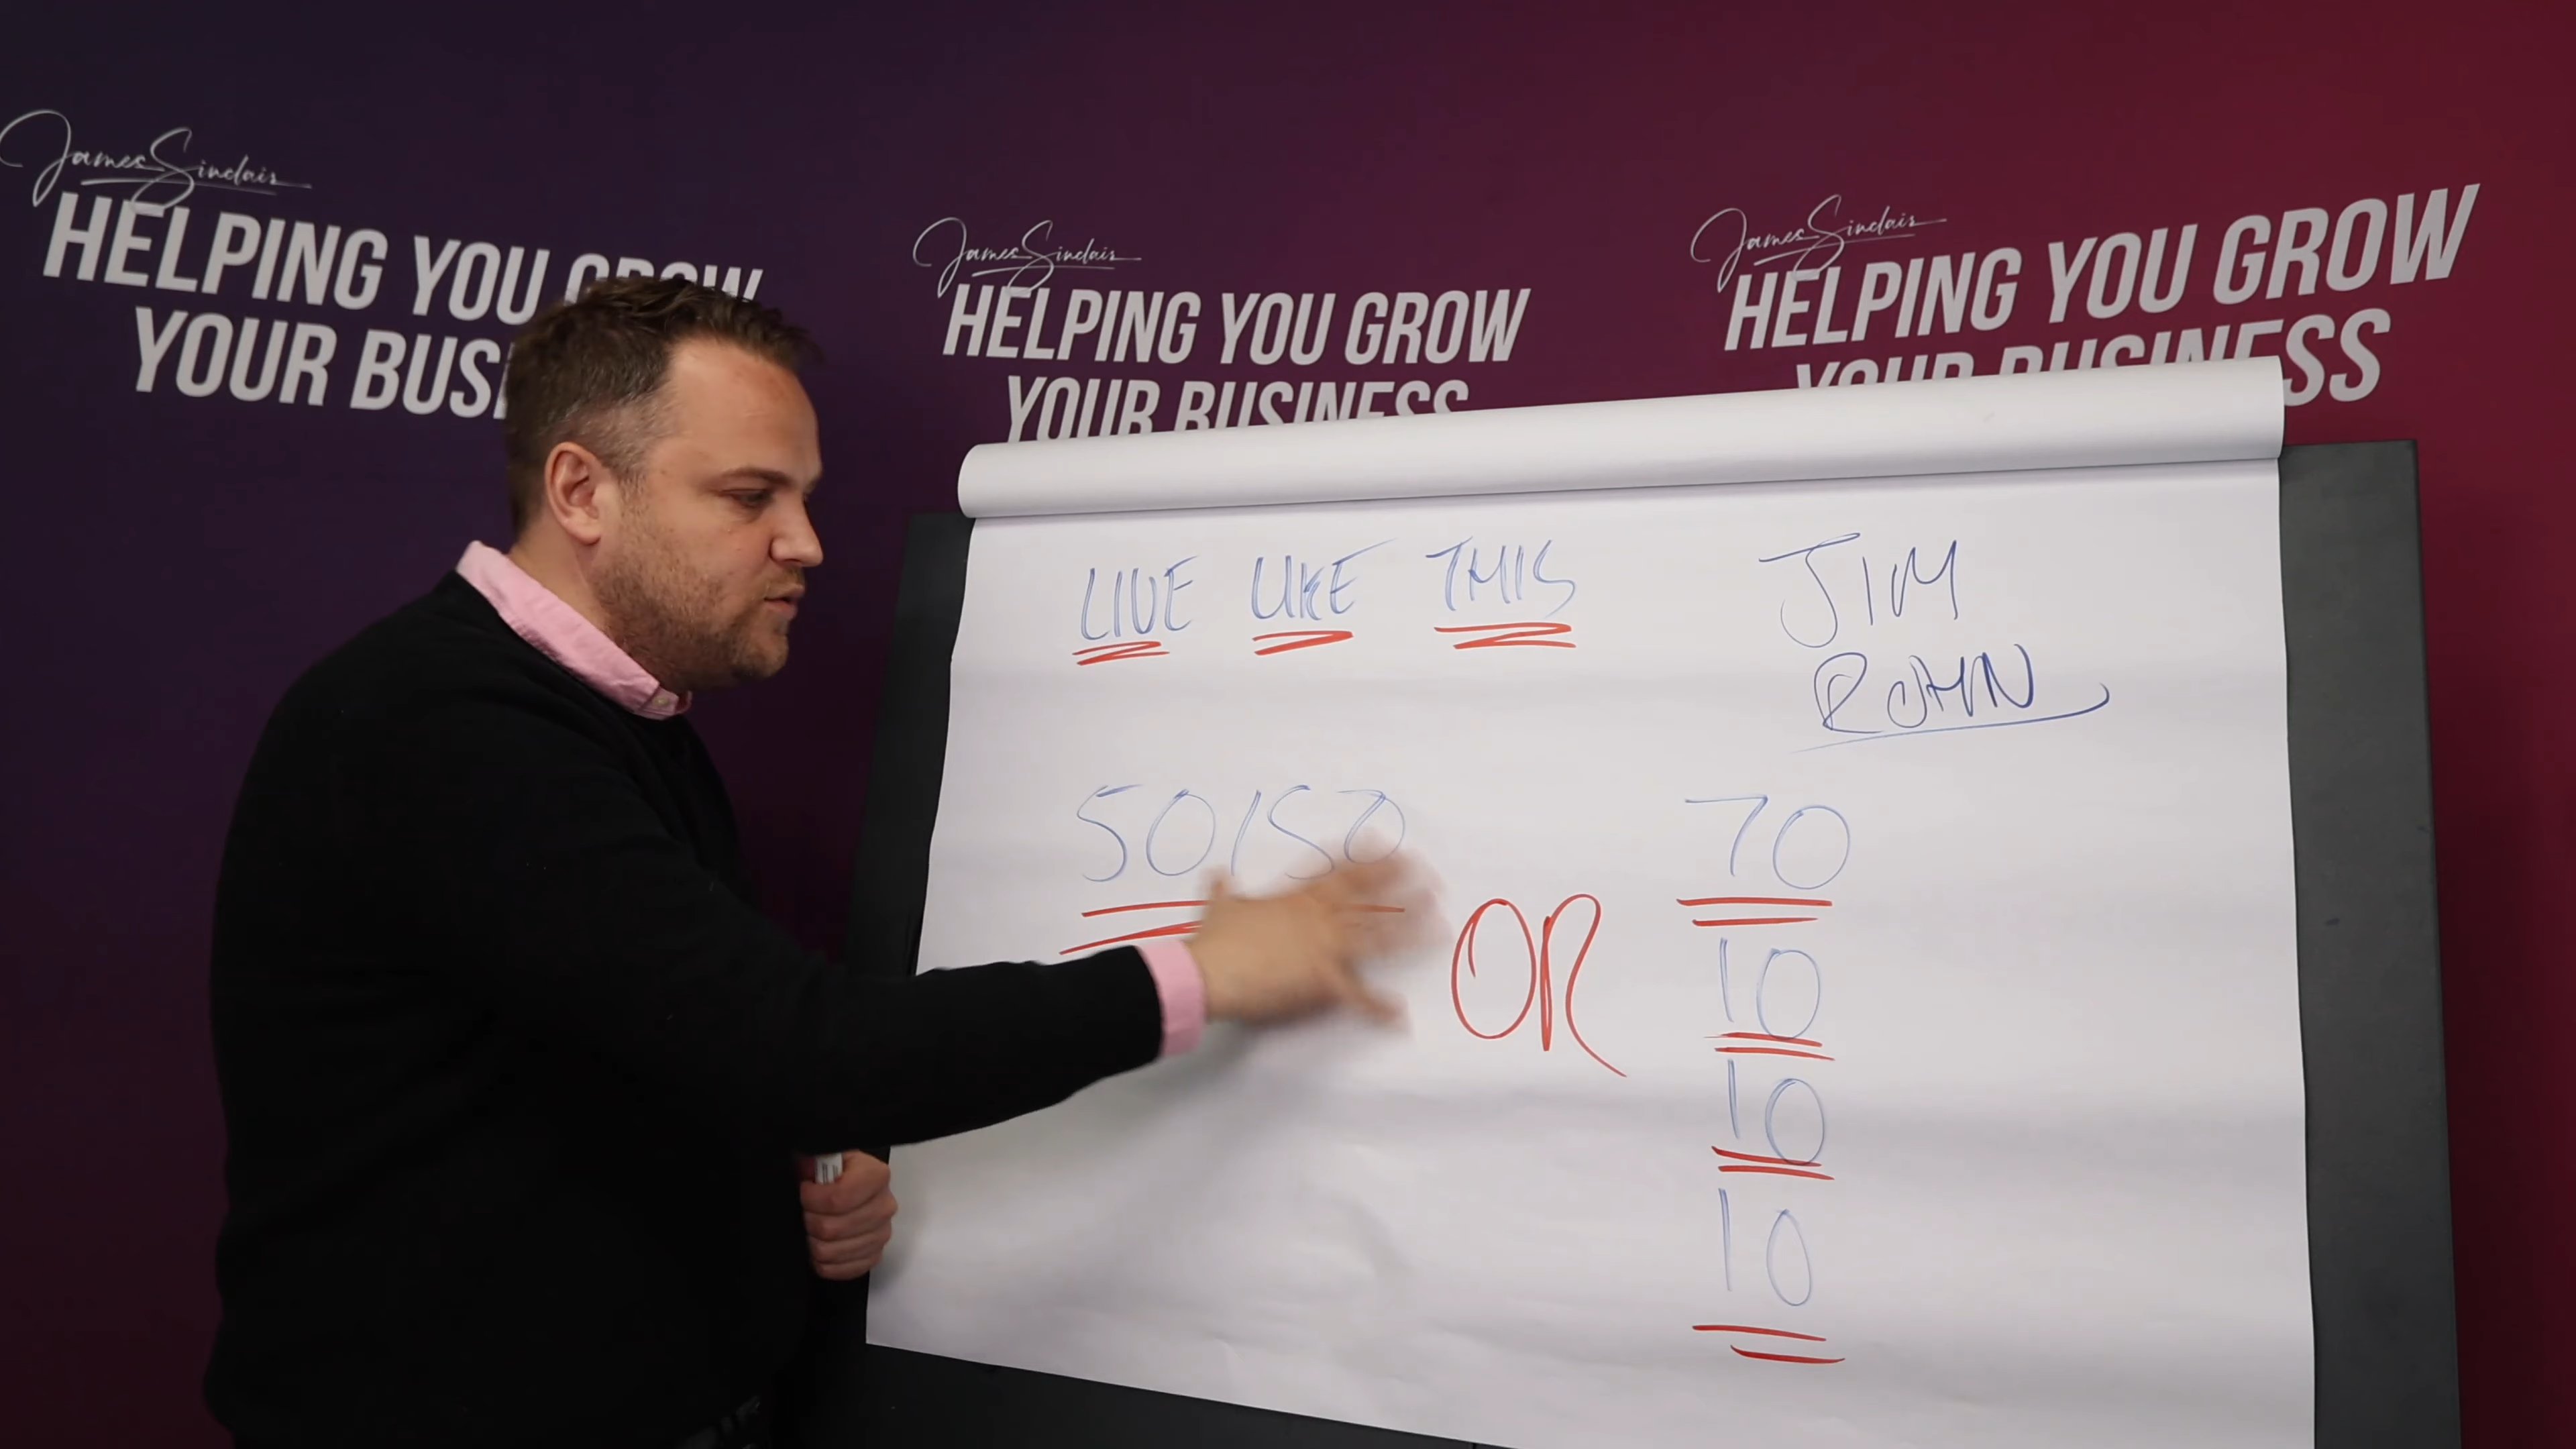 James Sinclair
HELPING YOU GROW
YOUR BUSI
James Sinclair
HELPING YOU GROW
YOUR BUSINESS
James Sinclair
HELPING YOU GROW
YOUR BUSINESS
LIVE LIKE THIS
JIM
ROHN
50/50
OR
70
10
10
10